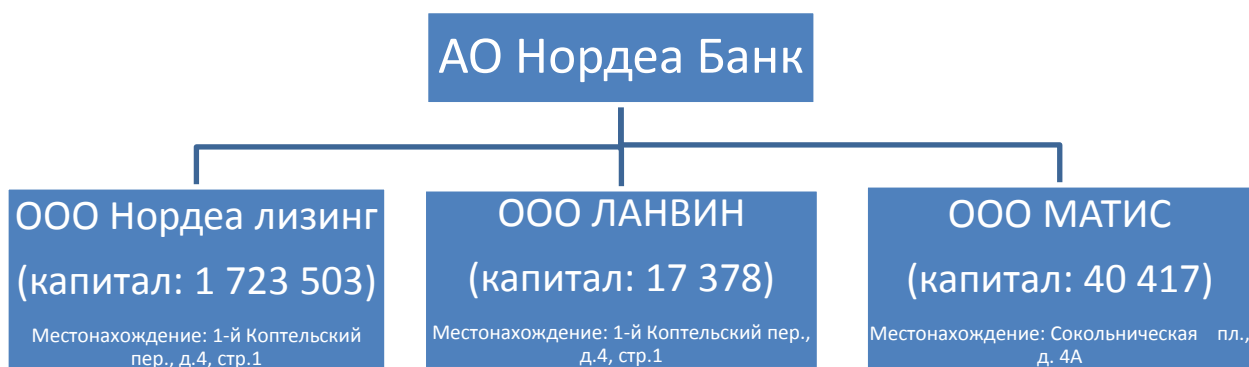 АО Нордеа Банк
ООО Нордеа лизинг
(капитал: 1 723 503)
Местонахождение: 1-й Коптельский
пер., д.4, стр.1
ООО ЛАНВИН
(капитал: 17 378)
Местонахождение: 1-й Коптельский пер.,
д.4, стр.1
ООО МАТИС
(капитал: 40 417)
Местонахождение: Сокольническая пл.,
д. 4А